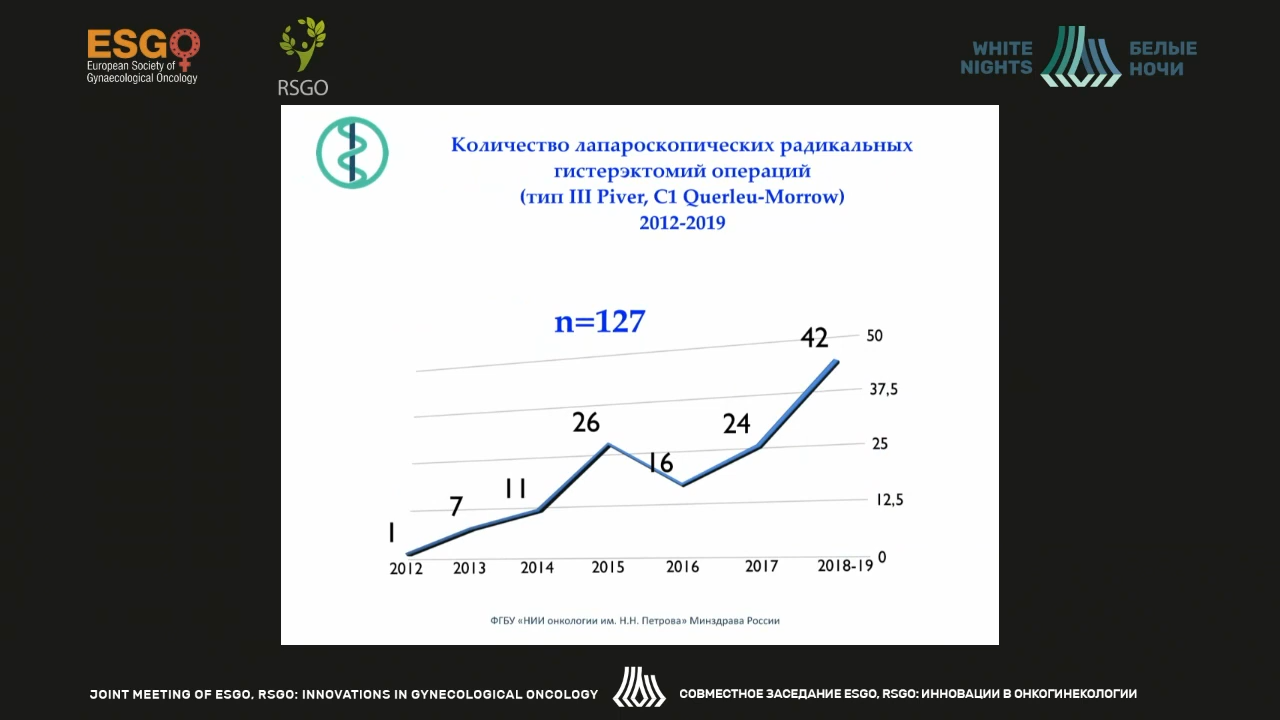 ESGO
European Society of
Gynaecological Oncology
RSGO
WHITE
NIGHTS
БЕЛЫЕ
НОЧИ
Количество лапароскопических радикальных
гистерэктомий операций
(тип III Piver, C1 Querleu-Morrow)
2012-2019
n=127
42
50
37,5
26
24
25
16
11
7
12,5
1
0
2012 2013 2014 2015 2016 2017 2018-19
ФГБУ «НИИ онкологии им. Н.Н. Петрова» Минздрава России
JOINT MEETING OF ESGO, RSGO: INNOVATIONS IN GYNECOLOGICAL ONCOLOGY
СОВМЕСТНОЕ ЗАСЕДАНИЕ ESGO, RSGO: ИННОВАЦИИ В ОНКОГИНЕКОЛОГИИ